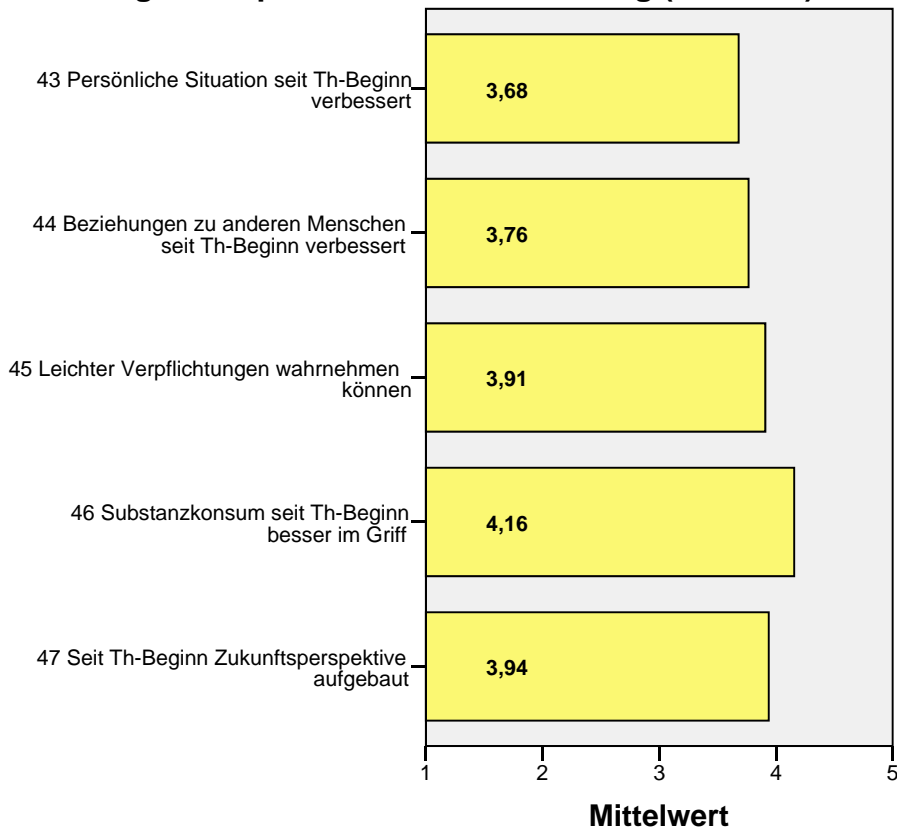 43 Persönliche Situation seit Th-Beginn
verbessert
3,68
44 Beziehungen zu anderen Menschen
seit Th-Beginn verbessert
3,76
45 Leichter Verpflichtungen wahrnehmen
können
3,91
46 Substanzkonsum seit Th-Beginn
besser im Griff
4,16
47 Seit Th-Beginn Zukunftsperspektive
aufgebaut
3,94
1 2 3 4 5
Mittelwert